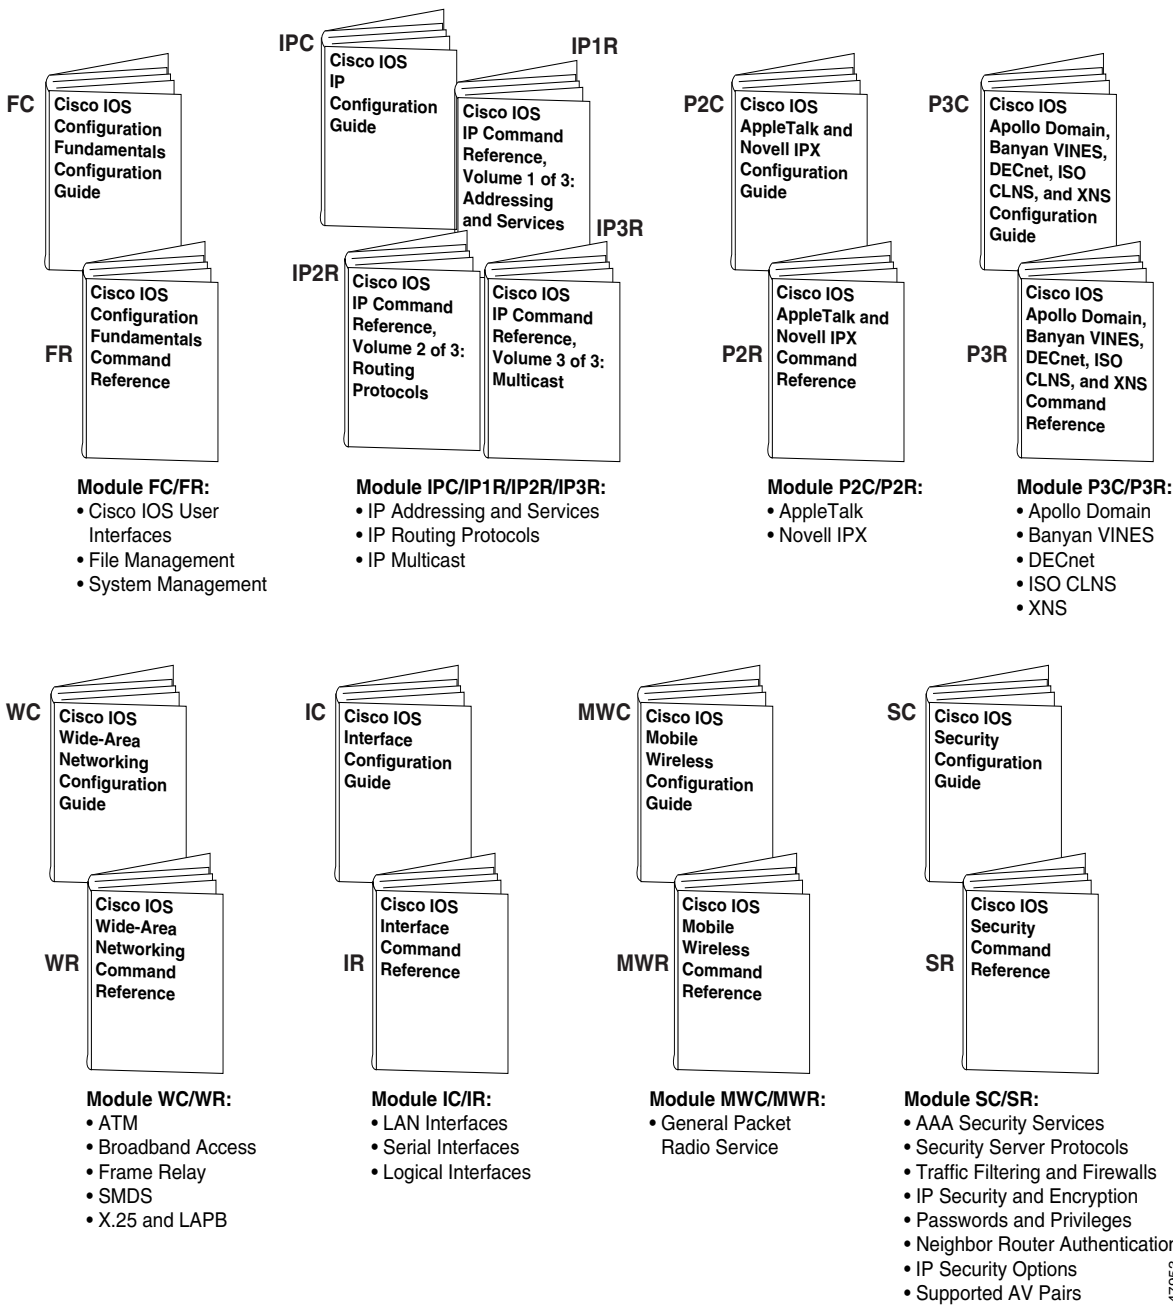 FC
Cisco IOS
Configuration
Fundamentals
Configuration
Guide
FR
Cisco IOS
Configuration
Fundamentals
Command
Reference
Module FC/FR:
• Cisco IOS User
Interfaces
• File Management
• System Management
IPC
Cisco IOS
IP
Configuration
Guide
IP1R
Cisco IOS
IP Command
Reference,
Volume 1 of 3:
Addressing
and Services
IP2R
Cisco IOS
IP Command
Reference,
Volume 2 of 3:
Routing
Protocols
IP3R
Cisco IOS
IP Command
Reference,
Volume 3 of 3:
Multicast
Module IPC/IP1R/IP2R/IP3R:
• IP Addressing and Services
• IP Routing Protocols
• IP Multicast
P2C
Cisco IOS
AppleTalk and
Novell IPX
Configuration
Guide
P2R
Cisco IOS
AppleTalk and
Novell IPX
Command
Reference
Module P2C/P2R:
• AppleTalk
• Novell IPX
P3C
Cisco IOS
Apollo Domain,
Banyan VINES,
DECnet, ISO
CLNS, and XNS
Configuration
Guide
P3R
Cisco IOS
Apollo Domain,
Banyan VINES,
DECnet, ISO
CLNS, and XNS
Command
Reference
Module P3C/P3R:
• Apollo Domain
• Banyan VINES
• DECnet
• ISO CLNS
• XNS
WC
Cisco IOS
Wide-Area
Networking
Configuration
Guide
WR
Cisco IOS
Wide-Area
Networking
Command
Reference
Module WC/WR:
• ATM
• Broadband Access
• Frame Relay
• SMDS
• X.25 and LAPB
IC
Cisco IOS
Interface
Configuration
Guide
IR
Cisco IOS
Interface
Command
Reference
Module IC/IR:
• LAN Interfaces
• Serial Interfaces
• Logical Interfaces
MWC
Cisco IOS
Mobile
Wireless
Configuration
Guide
MWR
Cisco IOS
Mobile
Wireless
Command
Reference
Module MWC/MWR:
• General Packet
Radio Service
SC
Cisco IOS
Security
Configuration
Guide
SR
Cisco IOS
Security
Command
Reference
Module SC/SR:
• AAA Security Services
• Security Server Protocols
• Traffic Filtering and Firewalls
• IP Security and Encryption
• Passwords and Privileges
• Neighbor Router Authentication
• IP Security Options
• Supported AV Pairs